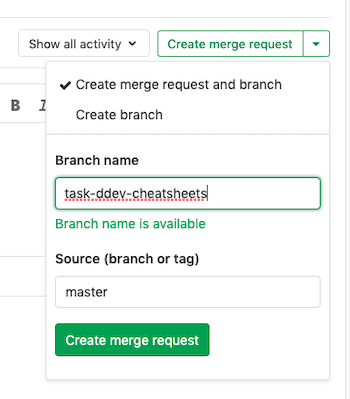 Show all activity
Create merge request
Create merge request and branch
B I
Create branch
Branch name
task-ddev-cheatsheets
Branch name is available
Source (branch or tag)
master
Create merge request